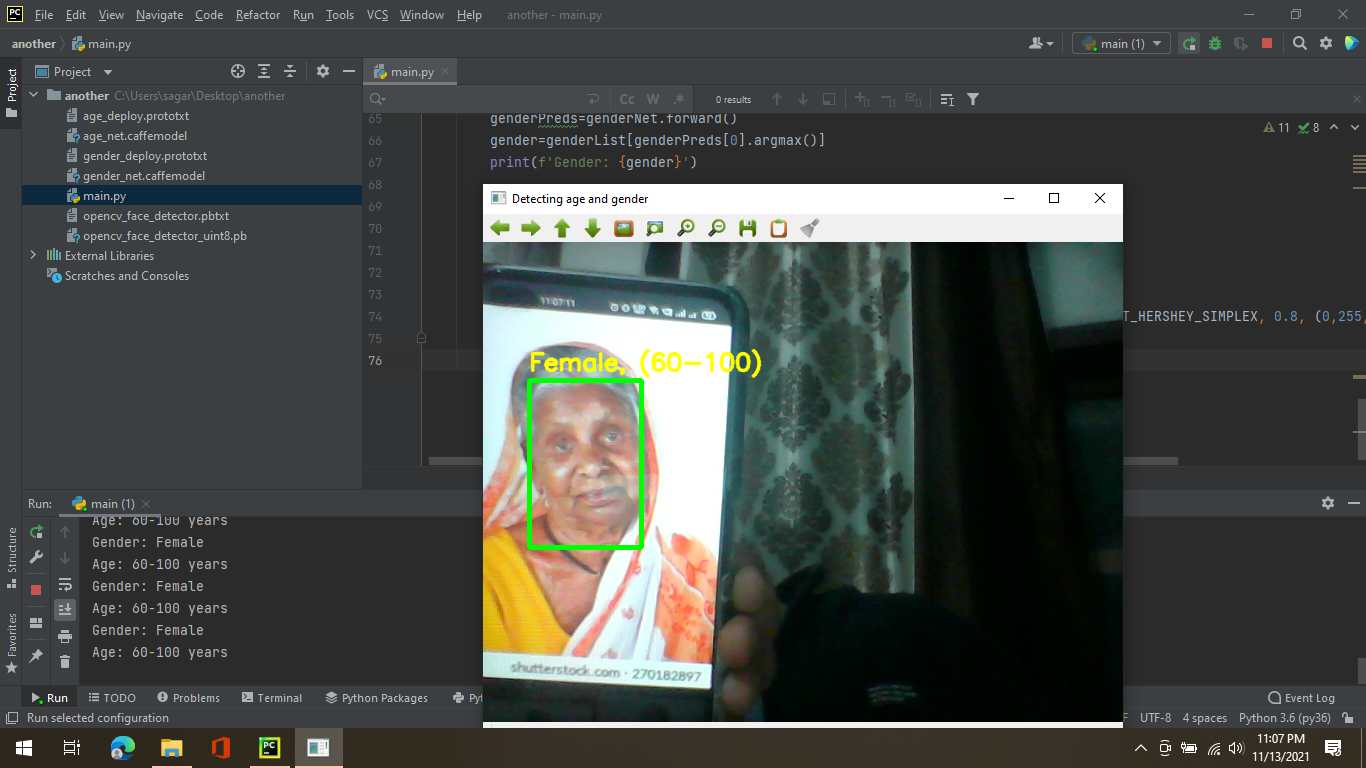 PC File Edit View Navigate Code Refactor Run Tools VCS Window Help another - main.py
another main.py main (1)
Project main.py
Cc W .* 0 results
another C:\Users\sagar\Desktop\another
age_deploy.prototxt
age_net.caffemodel
gender_deploy.prototxt
gender_net.caffemodel
main.py
opencv_face_detector.pbtxt
opencv_face_detector_uint8.pb
External Libraries
Scratches and Consoles
Project
Structure
Favorites
65 genderPreds=genderNet.forward()
66 genderList[genderPreds[0].argmax()]
67 print(f'Gender: {gender}')
68
69
70
71
72
73
74 T_HERSHEY_SIMPLEX, 0.8, (0,255,
75
76
11 8
Detecting age and gender
11:07:11
Female, (60-100)
shutterstock.com · 270182897
Run: main (1)
Age: 60-100 years
Gender: Female
Age: 60-100 years
Gender: Female
Age: 60-100 years
Gender: Female
Age: 60-100 years
Run TODO Problems Terminal Python Packages Py Event Log
Run selected configuration F UTF-8 4 spaces Python 3.6 (py36)
PC 11:07 PM
11/13/2021